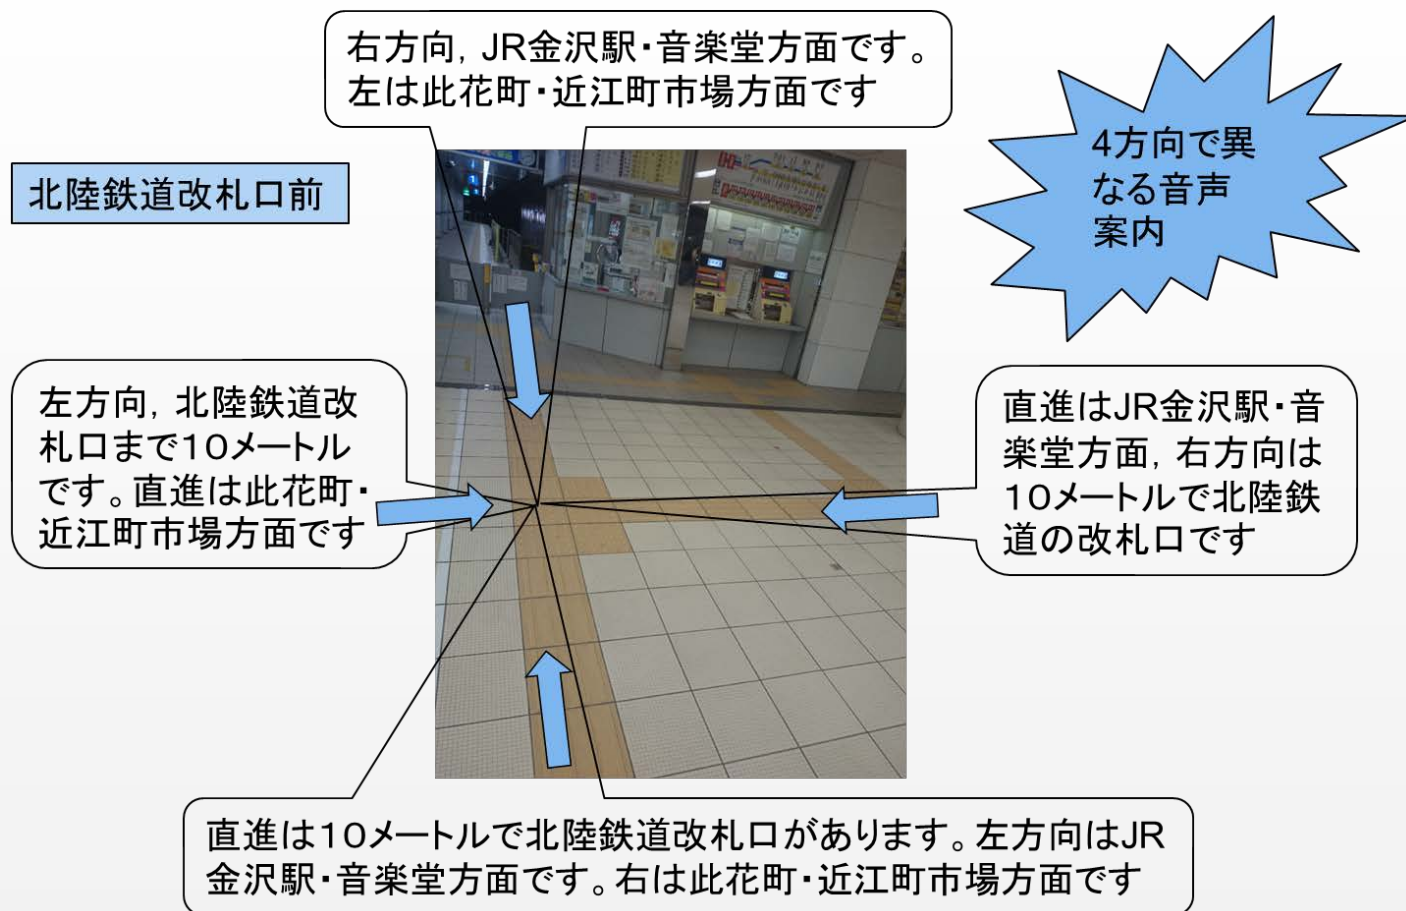 右方向，JR金沢駅・音楽堂方面です。
左は此花町・近江町市場方面です
4方向で異
なる音声
案内
北陸鉄道改札口前
左方向，北陸鉄道改
札口まで10メートル
です。直進は此花町・
近江町市場方面です
直進はJR金沢駅・音
楽堂方面，右方向は
10メートルで北陸鉄
道の改札口です
直進は10メートルで北陸鉄道改札口があります。左方向はJR
金沢駅・音楽堂方面です。右は此花町・近江町市場方面です